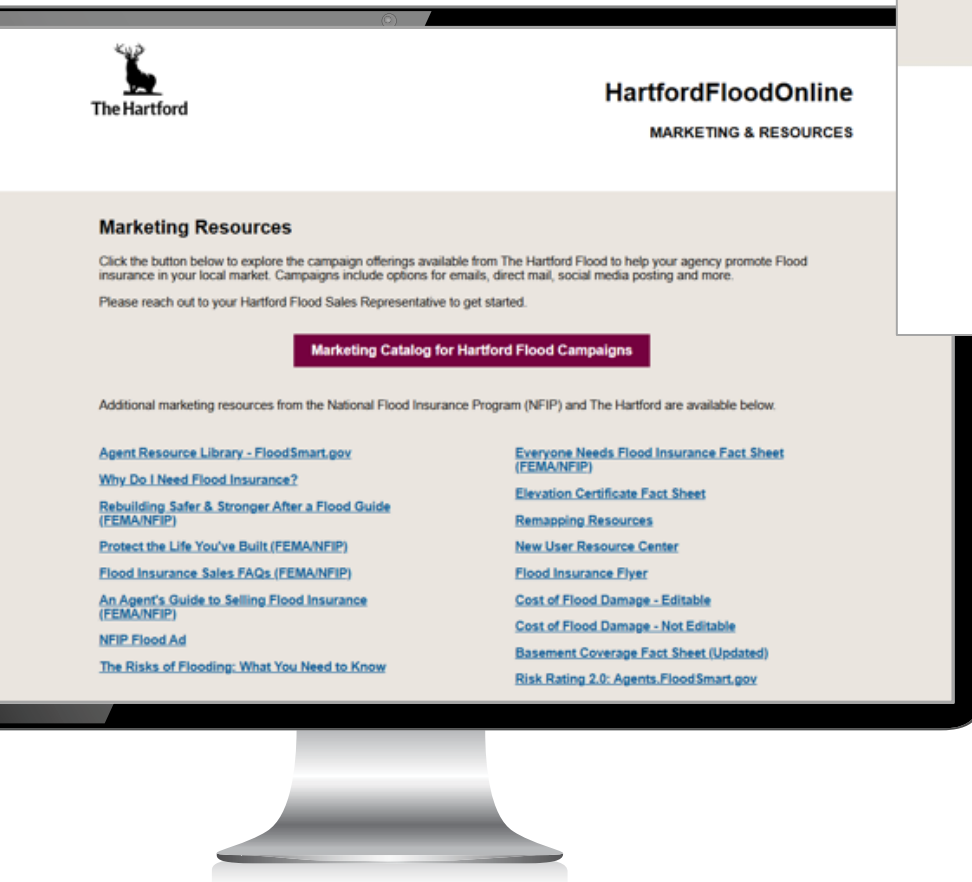 The Hartford
HartfordFloodOnline
MARKETING & RESOURCES
Marketing Resources
Click the button below to explore the campaign offerings available from The Hartford Flood to help your agency promote Flood
insurance in your local market. Campaigns include options for emails, direct mail, social media posting and more.
Please reach out to your Hartford Flood Sales Representative to get started.
Marketing Catalog for Hartford Flood Campaigns
Additional marketing resources from the National Flood Insurance Program (NFIP) and The Hartford are available below.
Agent Resource Library - FloodSmart.gov
Why Do I Need Flood Insurance?
Rebuilding Safer & Stronger After a Flood Guide
(FEMA/NFIP)
Protect the Life You've Built (FEMA/NFIP)
Flood Insurance Sales FAQs (FEMA/NFIP)
An Agent's Guide to Selling Flood Insurance
(FEMA/NFIP)
NFIP Flood Ad
The Risks of Flooding: What You Need to Know
Everyone Needs Flood Insurance Fact Sheet
(FEMA/NFIP)
Elevation Certificate Fact Sheet
Remapping Resources
New User Resource Center
Flood Insurance Flyer
Cost of Flood Damage - Editable
Cost of Flood Damage - Not Editable
Basement Coverage Fact Sheet (Updated)
Risk Rating 2.0: Agents.FloodSmart.gov